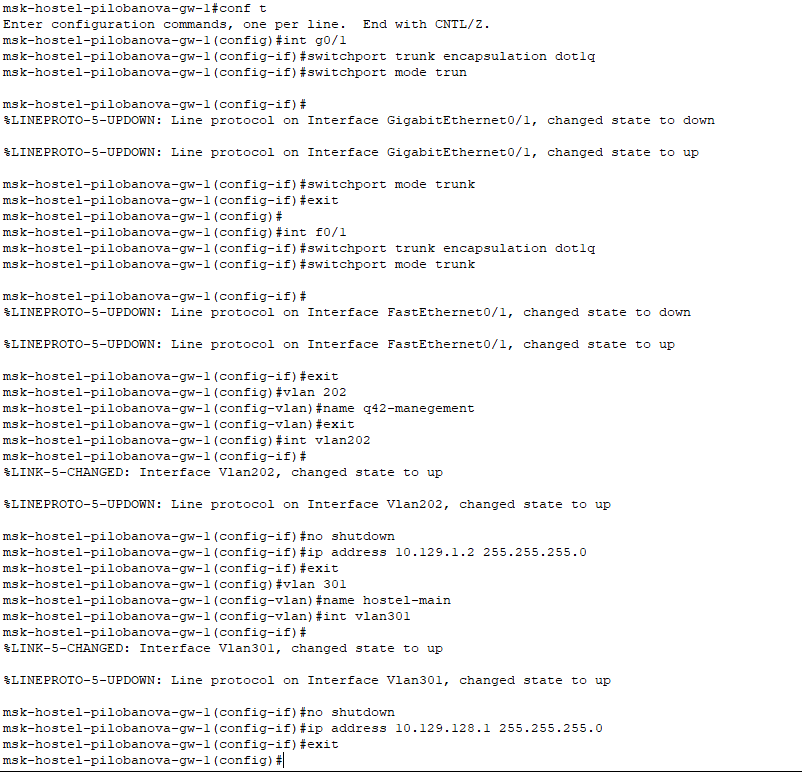 msk-hostel-pilobanova-gw-1#conf t
Enter configuration commands, one per line.  End with CNTL/Z.
msk-hostel-pilobanova-gw-1(config)#int g0/1
msk-hostel-pilobanova-gw-1(config-if)#switchport trunk encapsulation dot1q
msk-hostel-pilobanova-gw-1(config-if)#switchport mode trun
msk-hostel-pilobanova-gw-1(config-if)#
%LINEPROTO-5-UPDOWN: Line protocol on Interface GigabitEthernet0/1, changed state to down
%LINEPROTO-5-UPDOWN: Line protocol on Interface GigabitEthernet0/1, changed state to up
msk-hostel-pilobanova-gw-1(config-if)#switchport mode trunk
msk-hostel-pilobanova-gw-1(config-if)#exit
msk-hostel-pilobanova-gw-1(config)#
msk-hostel-pilobanova-gw-1(config)#int f0/1
msk-hostel-pilobanova-gw-1(config-if)#switchport trunk encapsulation dot1q
msk-hostel-pilobanova-gw-1(config-if)#switchport mode trunk
msk-hostel-pilobanova-gw-1(config-if)#
%LINEPROTO-5-UPDOWN: Line protocol on Interface FastEthernet0/1, changed state to down
%LINEPROTO-5-UPDOWN: Line protocol on Interface FastEthernet0/1, changed state to up
msk-hostel-pilobanova-gw-1(config-if)#exit
msk-hostel-pilobanova-gw-1(config)#vlan 202
msk-hostel-pilobanova-gw-1(config-vlan)#name q42-manegement
msk-hostel-pilobanova-gw-1(config-vlan)#exit
msk-hostel-pilobanova-gw-1(config)#int vlan202
msk-hostel-pilobanova-gw-1(config-if)#
%LINK-5-CHANGED: Interface Vlan202, changed state to up
%LINEPROTO-5-UPDOWN: Line protocol on Interface Vlan202, changed state to up
msk-hostel-pilobanova-gw-1(config-if)#no shutdown
msk-hostel-pilobanova-gw-1(config-if)#ip address 10.129.1.2 255.255.255.0
msk-hostel-pilobanova-gw-1(config-if)#exit
msk-hostel-pilobanova-gw-1(config)#vlan 301
msk-hostel-pilobanova-gw-1(config-vlan)#name hostel-main
msk-hostel-pilobanova-gw-1(config-vlan)#int vlan301
msk-hostel-pilobanova-gw-1(config-if)#
%LINK-5-CHANGED: Interface Vlan301, changed state to up
%LINEPROTO-5-UPDOWN: Line protocol on Interface Vlan301, changed state to up
msk-hostel-pilobanova-gw-1(config-if)#no shutdown
msk-hostel-pilobanova-gw-1(config-if)#ip address 10.129.128.1 255.255.255.0
msk-hostel-pilobanova-gw-1(config-if)#exit
msk-hostel-pilobanova-gw-1(config)#